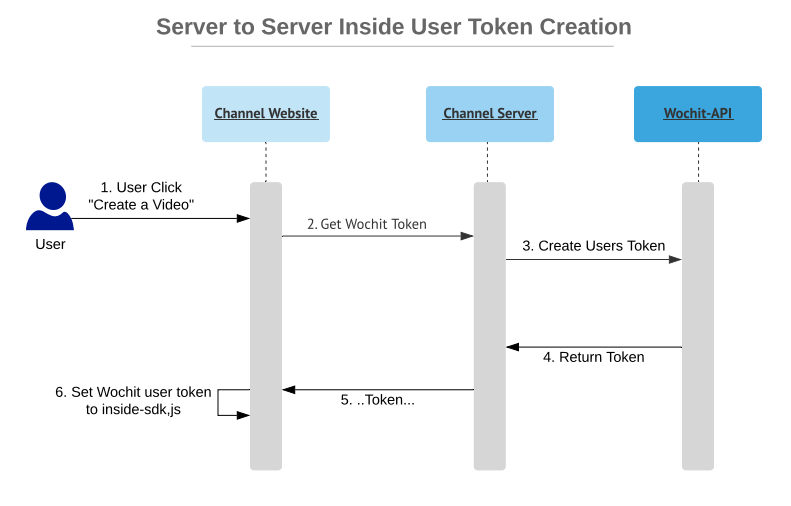 Server to Server Inside User Token Creation
Channel Website
Channel Server
Wochit-API
1. User Click
"Create a Video"
User
2. Get Wochit Token
3. Create Users Token
4. Return Token
5. ..Token...
6. Set Wochit user token
to inside-sdk,js